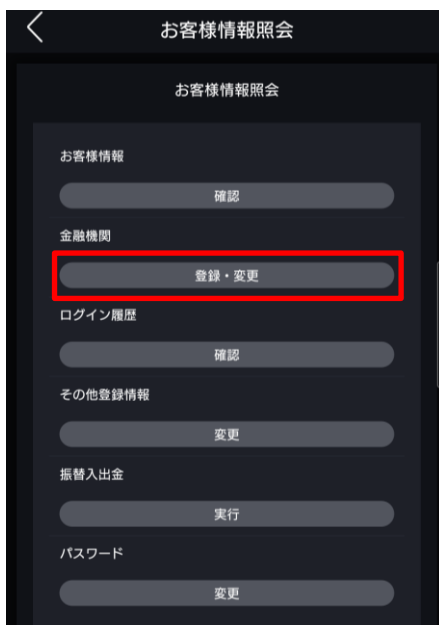 お客様情報照会
お客様情報照会
お客様情報
確認
金融機関
登録・変更
ログイン履歴
確認
その他登録情報
変更
振替入出金
実行
パスワード
変更